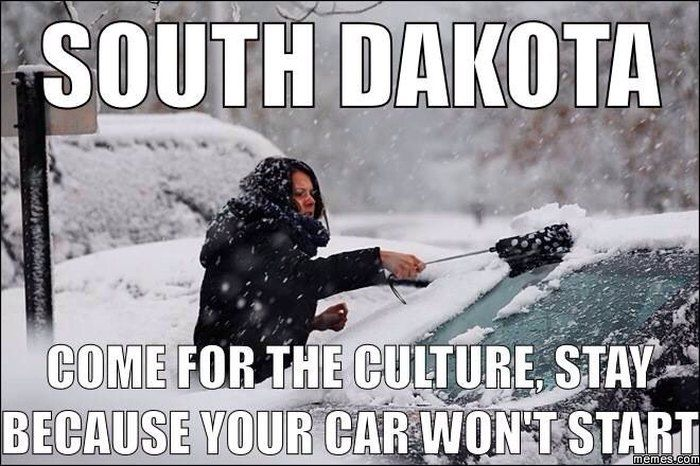 SOUTH DAKOTA
COME FOR THE CULTURE, STAY
BECAUSE YOUR CAR WON'T START
memes.com